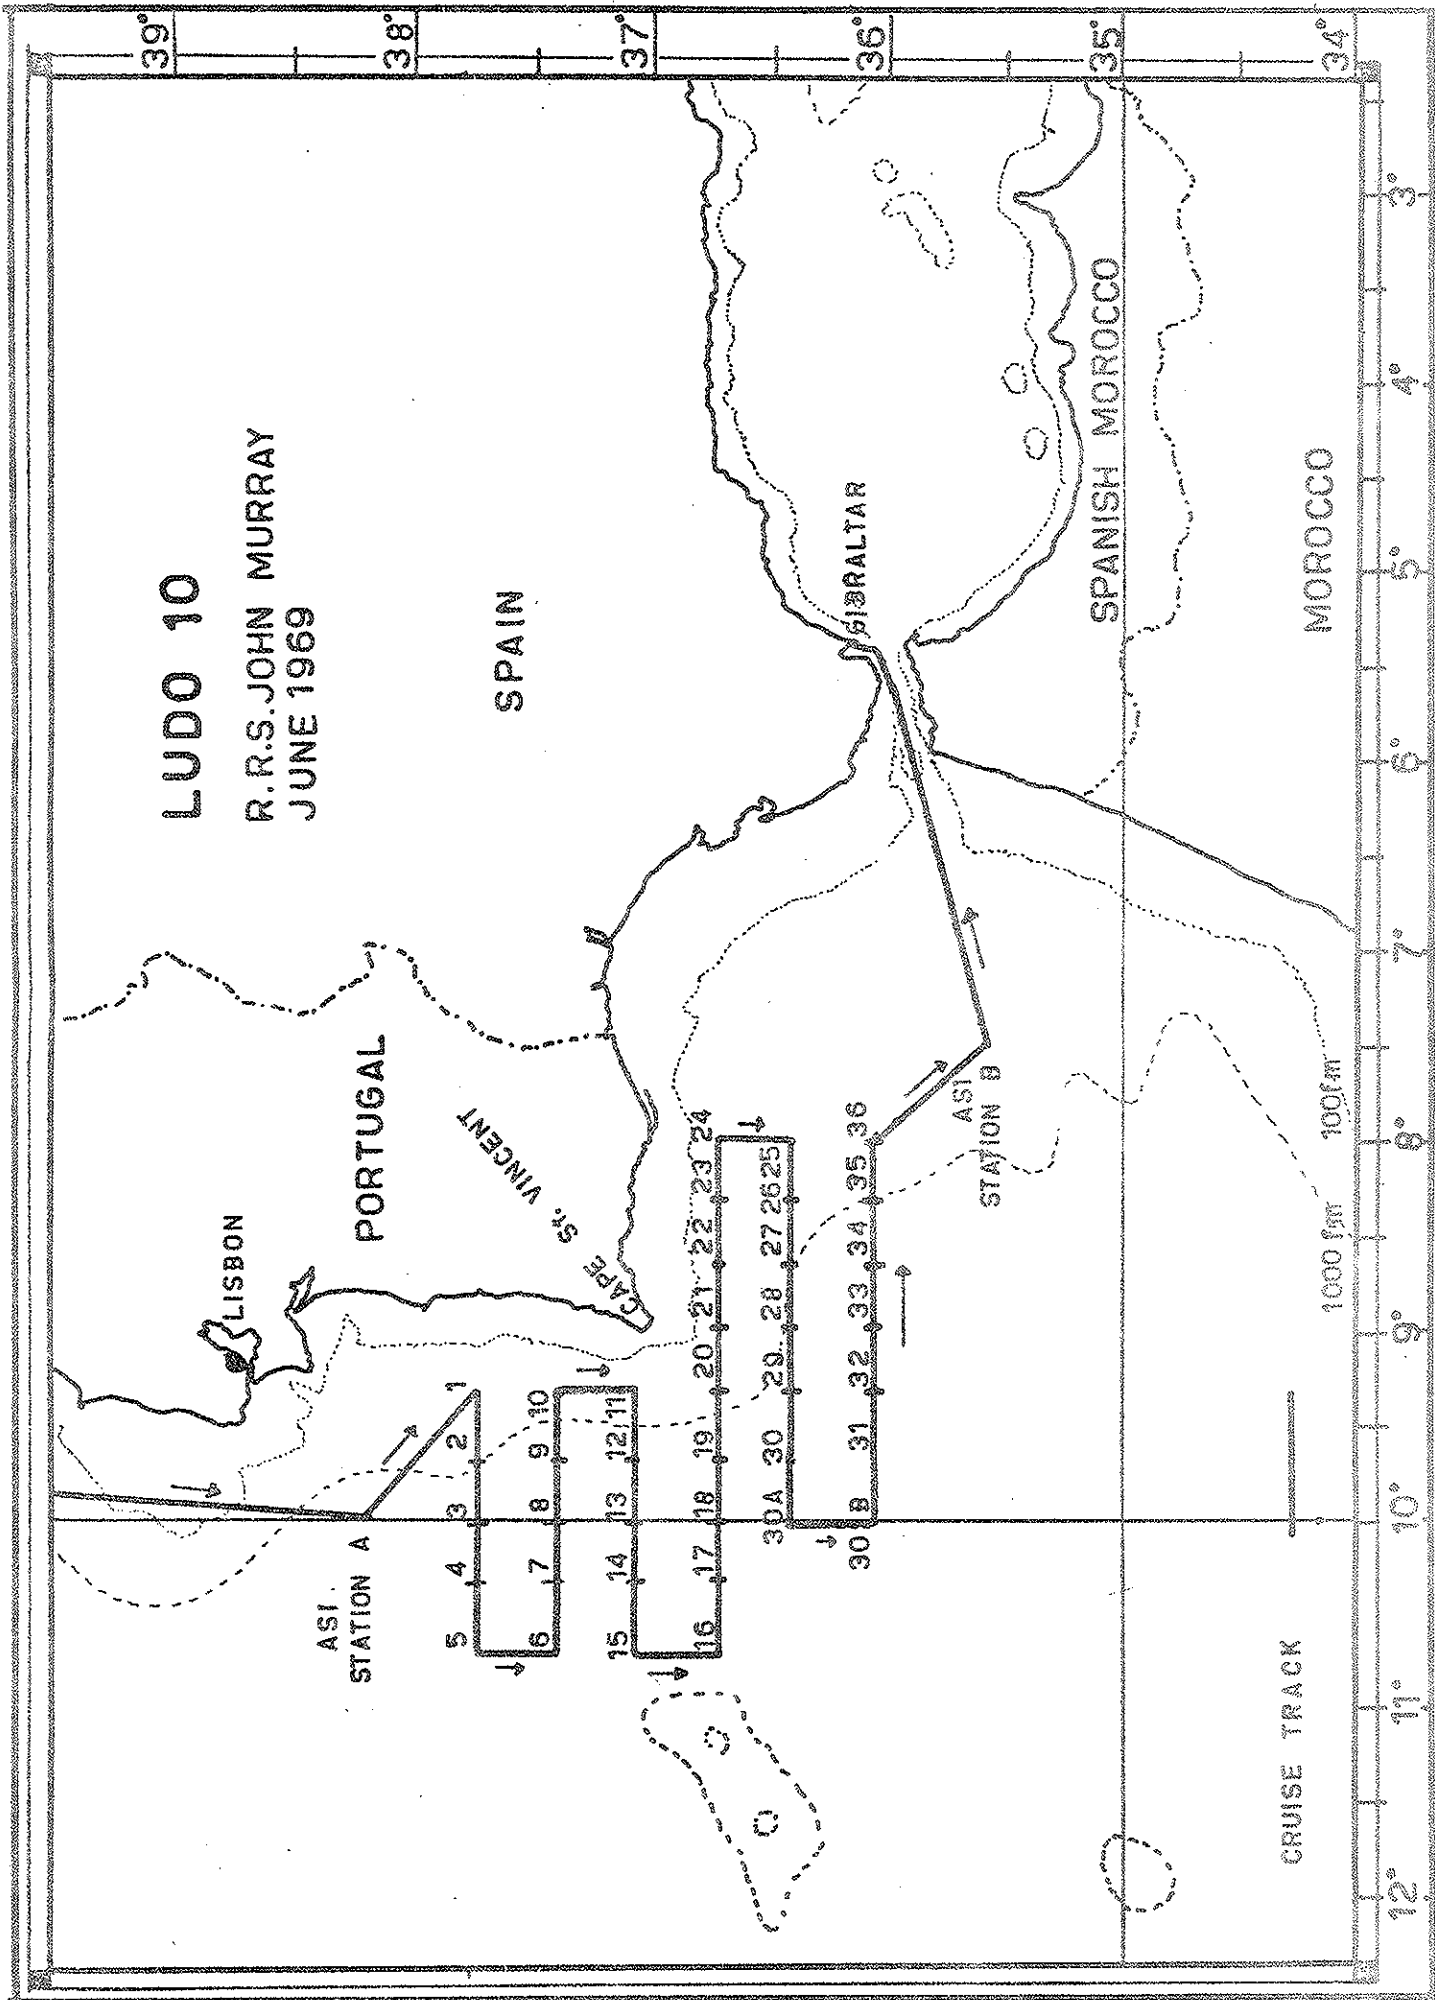 LUDO 10
R.R.S. JOHN MURRAY
JUNE 1969
SPAIN
PORTUGAL
LISBON
CAPE St. VINCENT
GIBRALTAR
SPANISH MOROCCO
MOROCCO
ASI.
STATION A
ASI
STATION B
5 4 3 2 1
6 7 8 9 10
15 14 13 12 11
16 17 18 19 20 21 22 23 24
30A 30 29 28 27 26 25
30B 31 32 33 34 35 36
1000 fm
100fm
CRUISE TRACK
39°
38°
37°
36°
35°
34°
12° 11° 10° 9° 8° 7° 6° 5° 4° 3°